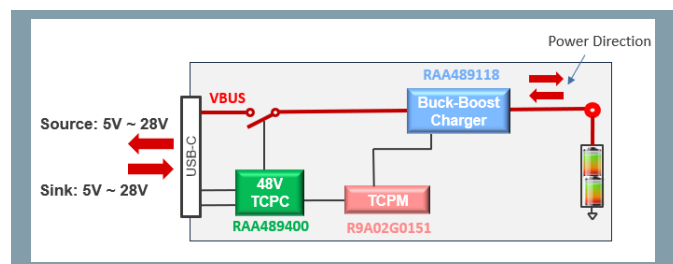 Power Direction
RAA489118
VBUS
Buck-Boost
Charger
Source: 5V ~ 28V
USB-C
Sink: 5V ~ 28V
48V
TCPC
TCPM
RAA489400
R9A02G0151